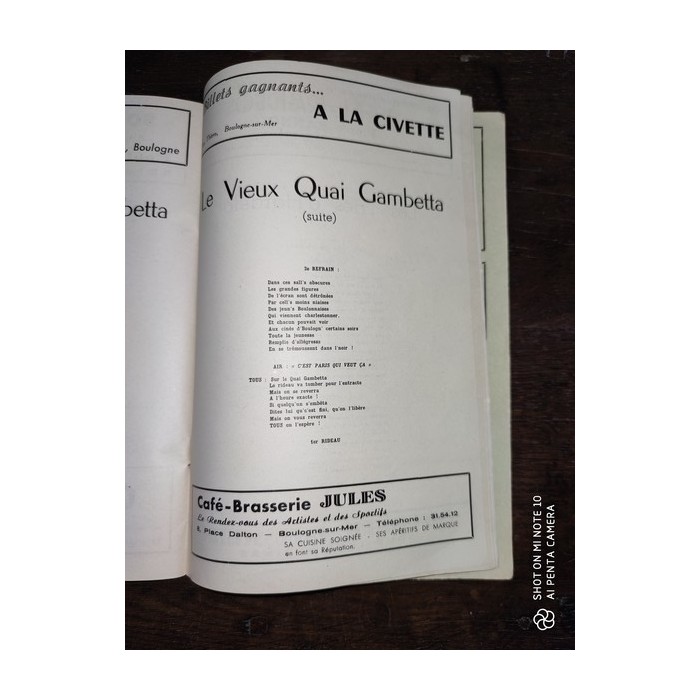 , Boulogne
betta
billets gagnants...
A LA CIVETTE
Boulogne-sur-Mer
Le Vieux Quai Gambetta
(suite)
2e REFRAIN :
Dans ces sall's obscures
Les grandes figures
De l'écran sont détrônées
Par cell's moins niaises
Des jeun's Boulonnaises
Qui viennent charlestonner.
Et chacun pouvait voir
Aux ciné's d'Boulogn' certains soirs
Toute la jeunesse
Remplie d'allégresse
En se trémoussant dans l'noir !
AIR : « C'EST PARIS QUI VEUT ÇA »
TOUS : Sur le Quai Gambetta
Le rideau va tomber pour l'entracte
Mais on se reverra
A l'heure exacte !
Si quelqu'un s'embêta
Dites lui qu'c'est fini, qu'on l'libère
Mais on vous reverra
TOUS on l'espère !
1er RIDEAU
Café-Brasserie JULES
Le Rendez-vous des Artistes et des Sportifs
8, Place Dalton — Boulogne-sur-Mer — Téléphone : 31.54.12
SA CUISINE SOIGNÉE . SES APÉRITIFS DE MARQUE
en font sa Réputation.
SHOT ON MI NOTE 10
AI PENTA CAMERA